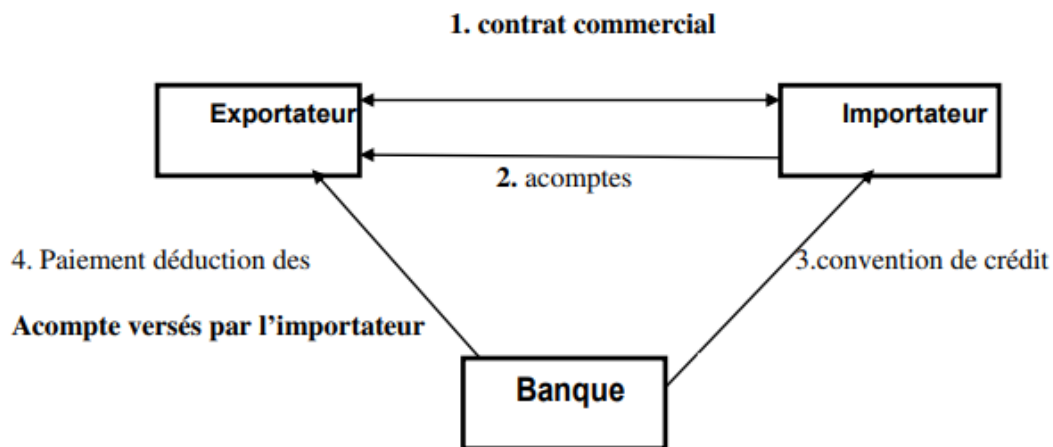 1. contrat commercial
Exportateur
Importateur
2. acomptes
4. Paiement déduction des
3.convention de crédit
Acompte versés par l'importateur
Banque